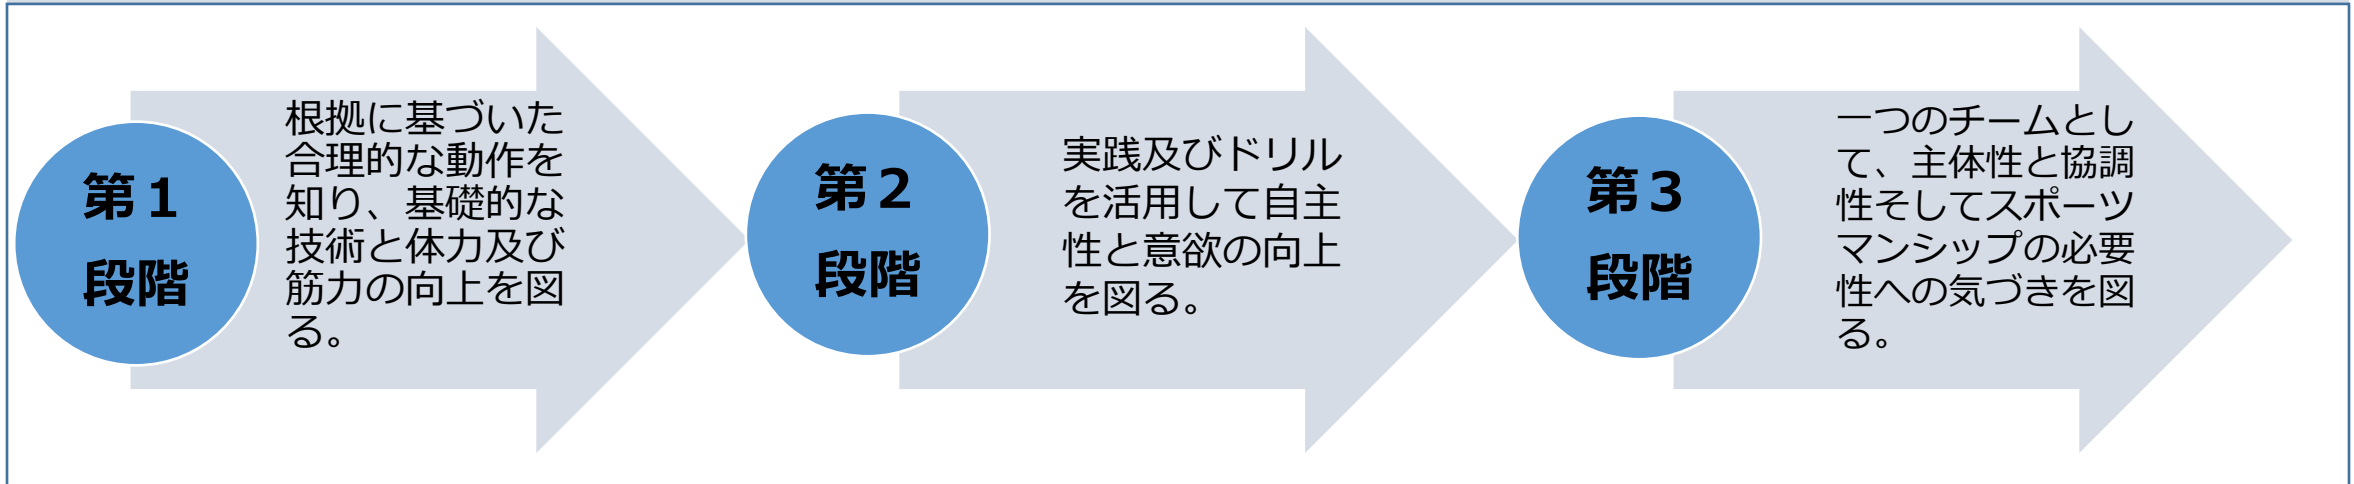 第１
段階
根拠に基づいた
合理的な動作を
知り、基礎的な
技術と体力及び
筋力の向上を図
る。
第２
段階
実践及びドリル
を活用して自主
性と意欲の向上
を図る。
第３
段階
一つのチームとし
て、主体性と協調
性そしてスポーツ
マンシップの必要
性への気づきを図
る。